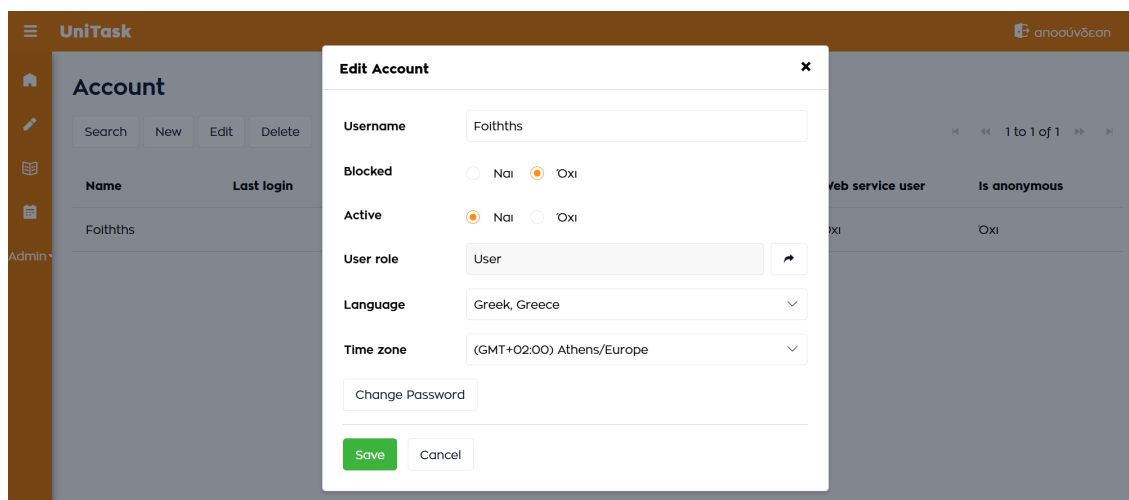 UniTask
αποσύνδεση
Account
Search New Edit Delete
1 to 1 of 1
Name Last login Web service user Is anonymous
Foithths Όχι Όχι
Admin
Edit Account
Username Foithths
Blocked Ναι Όχι
Active Ναι Όχι
User role User
Language Greek, Greece
Time zone (GMT+02:00) Athens/Europe
Change Password
Save Cancel